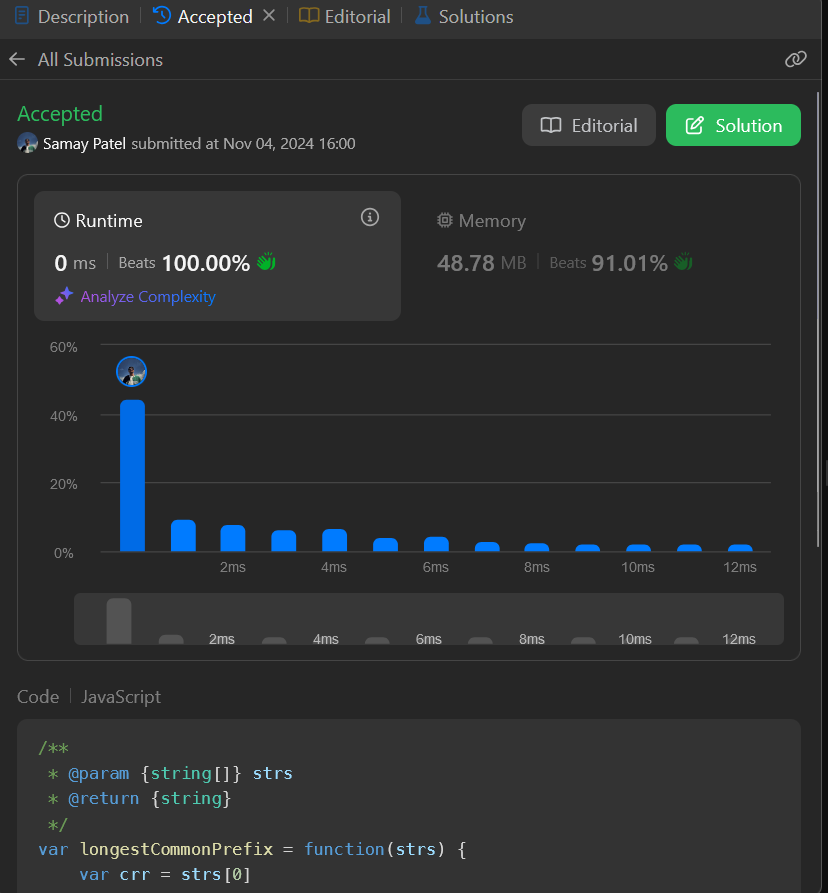 Description Accepted Editorial Solutions
All Submissions
Accepted
Samay Patel submitted at Nov 04, 2024 16:00
Editorial
Solution
Runtime
0 ms Beats 100.00%
Analyze Complexity
Memory
48.78 MB Beats 91.01%
60%
40%
20%
0%
2ms 4ms 6ms 8ms 10ms 12ms
2ms 4ms 6ms 8ms 10ms 12ms
Code JavaScript
/**
* @param {string[]} strs
* @return {string}
*/
var longestCommonPrefix = function(strs) {
var crr = strs[0]